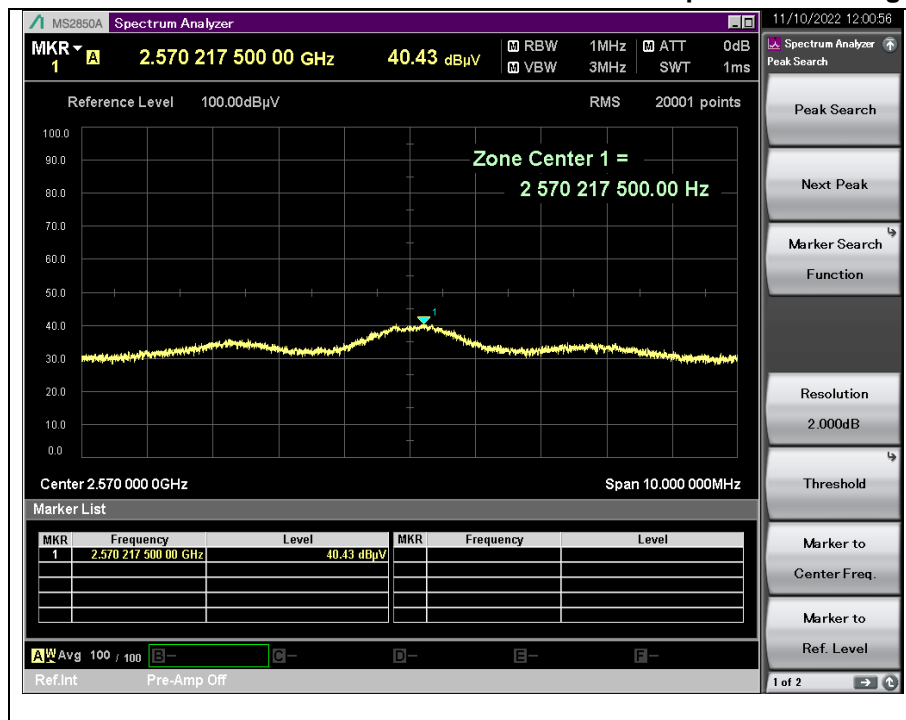 MS2850A Spectrum Analyzer
11/10/2022 12:00:56
MKR 1 A 2.570 217 500 00 GHz 40.43 dBµV
M RBW 1MHz M ATT 0dB
M VBW 3MHz SWT 1ms
Spectrum Analyzer
Peak Search
Reference Level 100.00dBµV RMS 20001 points
100.0
90.0
80.0
70.0
60.0
50.0
40.0
30.0
20.0
10.0
0.0
Zone Center 1 =
2 570 217 500.00 Hz
1
Center 2.570 000 0GHz Span 10.000 000MHz
Marker List
MKR Frequency Level MKR Frequency Level
1 2.570 217 500 00 GHz 40.43 dBµV
A W Avg 100 / 100 B- C- D- E- F-
Ref.Int Pre-Amp Off
Peak Search
Next Peak
Marker Search
Function
Resolution
2.000dB
Threshold
Marker to
Center Freq.
Marker to
Ref. Level
1 of 2